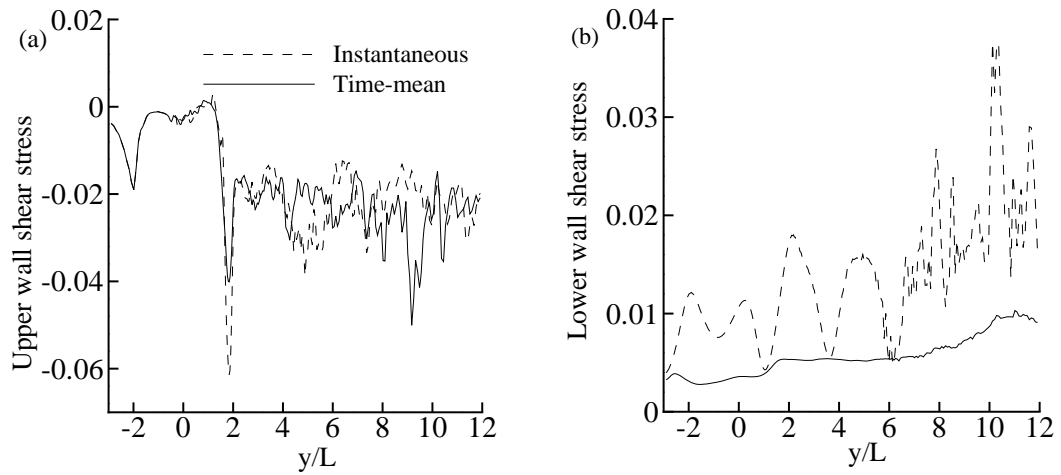 (a)
Upper wall shear stress
0.02
0
-0.02
-0.04
-0.06
Instantaneous
Time-mean
-2 0 2 4 6 8 10 12
y/L
(b)
Lower wall shear stress
0.04
0.03
0.02
0.01
0
-2 0 2 4 6 8 10 12
y/L